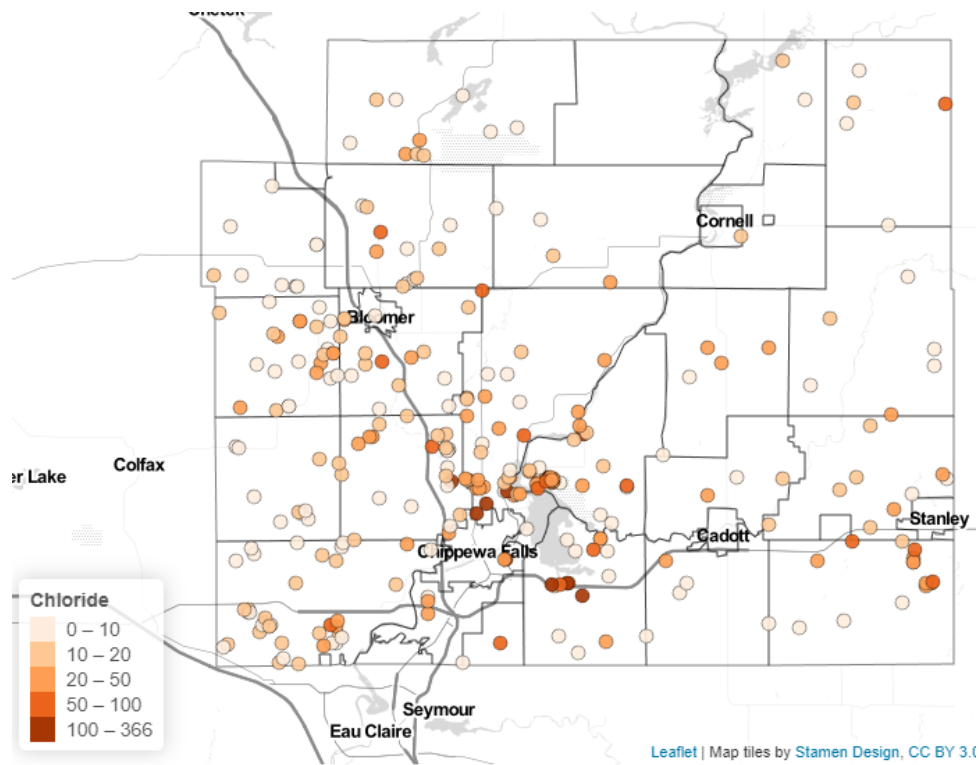 Cornell
Bloomer
Colfax
er Lake
Stanley
Cadott
Chippewa Falls
Chloride
0 – 10
10 – 20
20 – 50
50 – 100
100 – 366
Seymour
Eau Claire
Leaflet | Map tiles by Stamen Design, CC BY 3.0